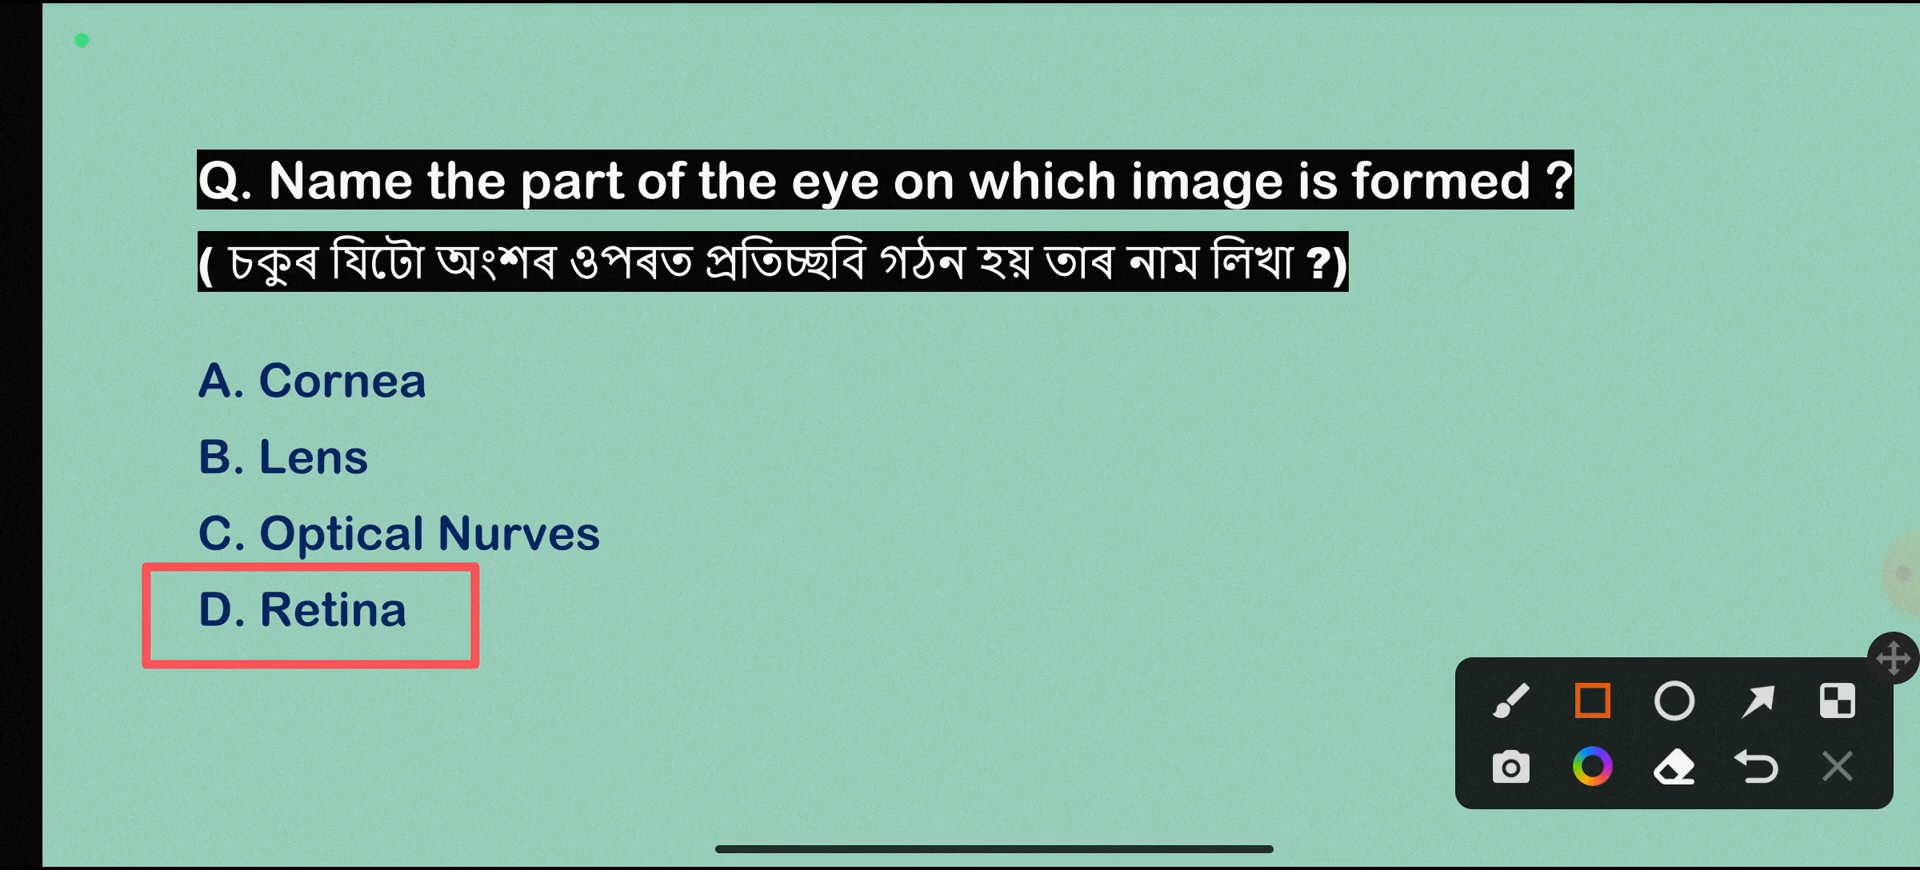 Q. Name the part of the eye on which image is formed ?
( চকুৰ যিটো অংশৰ ওপৰত প্ৰতিচ্ছবি গঠন হয় তাৰ নাম লিখা ?)
A. Cornea
B. Lens
C. Optical Nurves
D. Retina